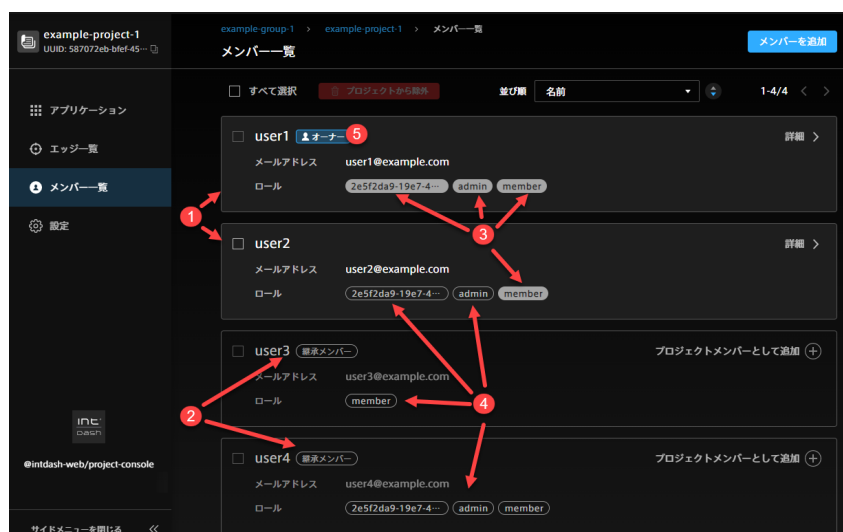 example-project-1
UUID: 587072eb-bfef-45…
example-group-1 › example-project-1 › メンバー一覧
メンバー一覧
メンバーを追加
すべて選択
プロジェクトから除外
並び順
名前
1-4/4
アプリケーション
エッジ一覧
メンバー一覧
設定
user1
オーナー
5
詳細
メールアドレス
user1@example.com
ロール
2e5f2da9-19e7-4…
admin
member
1
3
user2
詳細
メールアドレス
user2@example.com
ロール
2e5f2da9-19e7-4…
admin
member
user3
継承メンバー
プロジェクトメンバーとして追加
メールアドレス
user3@example.com
ロール
member
2
4
user4
継承メンバー
プロジェクトメンバーとして追加
メールアドレス
user4@example.com
ロール
2e5f2da9-19e7-4…
admin
member
int
dash
@intdash-web/project-console
サイドメニューを閉じる